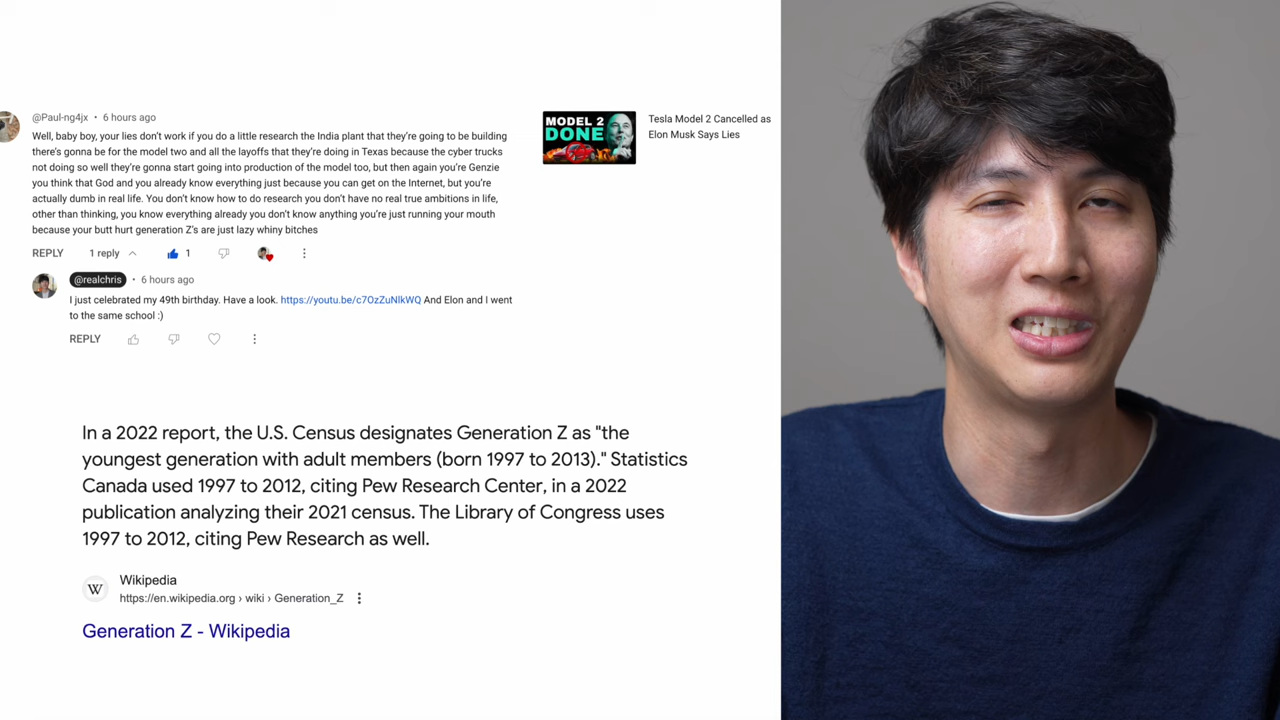 @Paul-ng4jx • 6 hours ago
Well, baby boy, your lies don't work if you do a little research the India plant that they're going to be building
there's gonna be for the model two and all the layoffs that they're doing in Texas because the cyber trucks
not doing so well they're gonna start going into production of the model too, but then again you're Genzie
you think that God and you already know everything just because you can get on the Internet, but you're
actually dumb in real life. You don't know how to do research you don't have no real true ambitions in life,
other than thinking, you know everything already you don't know anything you're just running your mouth
because your butt hurt generation Z's are just lazy whiny bitches
REPLY 1 reply 1
MODEL 2
DONE
Tesla Model 2 Cancelled as
Elon Musk Says Lies
@realchris • 6 hours ago
I just celebrated my 49th birthday. Have a look. https://youtu.be/c7OzZuNlkWQ And Elon and I went
to the same school :)
REPLY
In a 2022 report, the U.S. Census designates Generation Z as "the
youngest generation with adult members (born 1997 to 2013)." Statistics
Canada used 1997 to 2012, citing Pew Research Center, in a 2022
publication analyzing their 2021 census. The Library of Congress uses
1997 to 2012, citing Pew Research as well.
W
Wikipedia
https://en.wikipedia.org › wiki › Generation_Z
Generation Z - Wikipedia